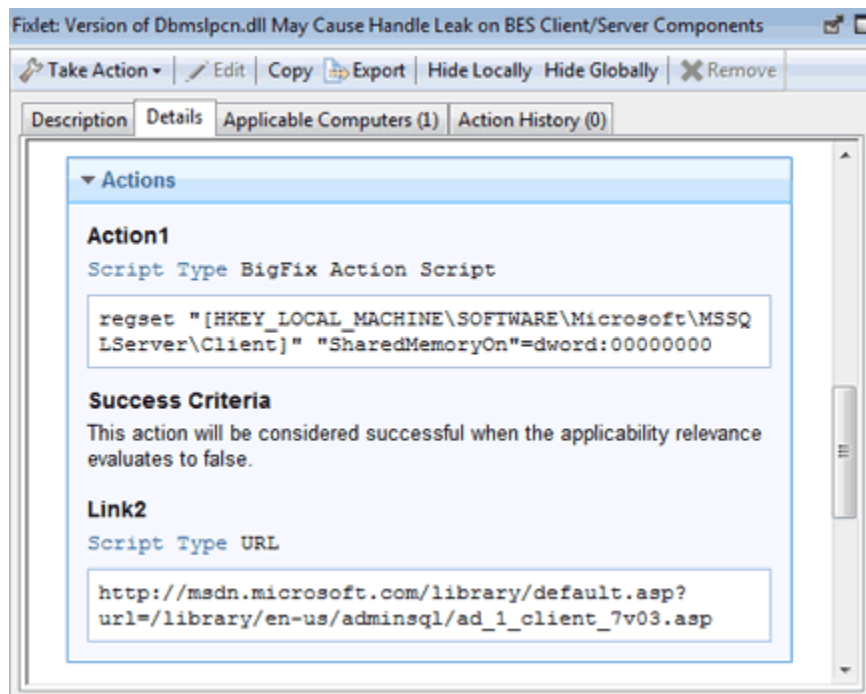 Fixlet: Version of Dbmslpcn.dll May Cause Handle Leak on BES Client/Server Components
Take Action Edit Copy Export Hide Locally Hide Globally Remove
Description Details Applicable Computers (1) Action History (0)
Actions
Action1
Script Type BigFix Action Script
regset "[HKEY_LOCAL_MACHINE\SOFTWARE\Microsoft\MSSQ
LServer\Client]" "SharedMemoryOn"=dword:00000000
Success Criteria
This action will be considered successful when the applicability relevance
evaluates to false.
Link2
Script Type URL
http://msdn.microsoft.com/library/default.asp?
url=/library/en-us/adminsql/ad_1_client_7v03.asp